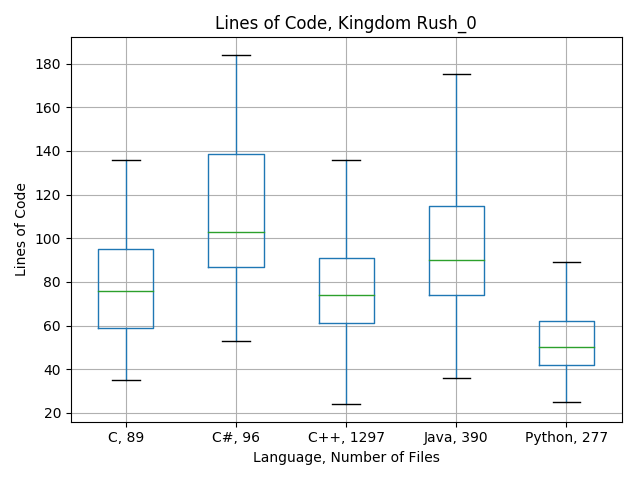 Lines of Code, Kingdom Rush_0
Lines of Code
180
160
140
120
100
80
60
40
20
C, 89
C#, 96
C++, 1297
Java, 390
Python, 277
Language, Number of Files